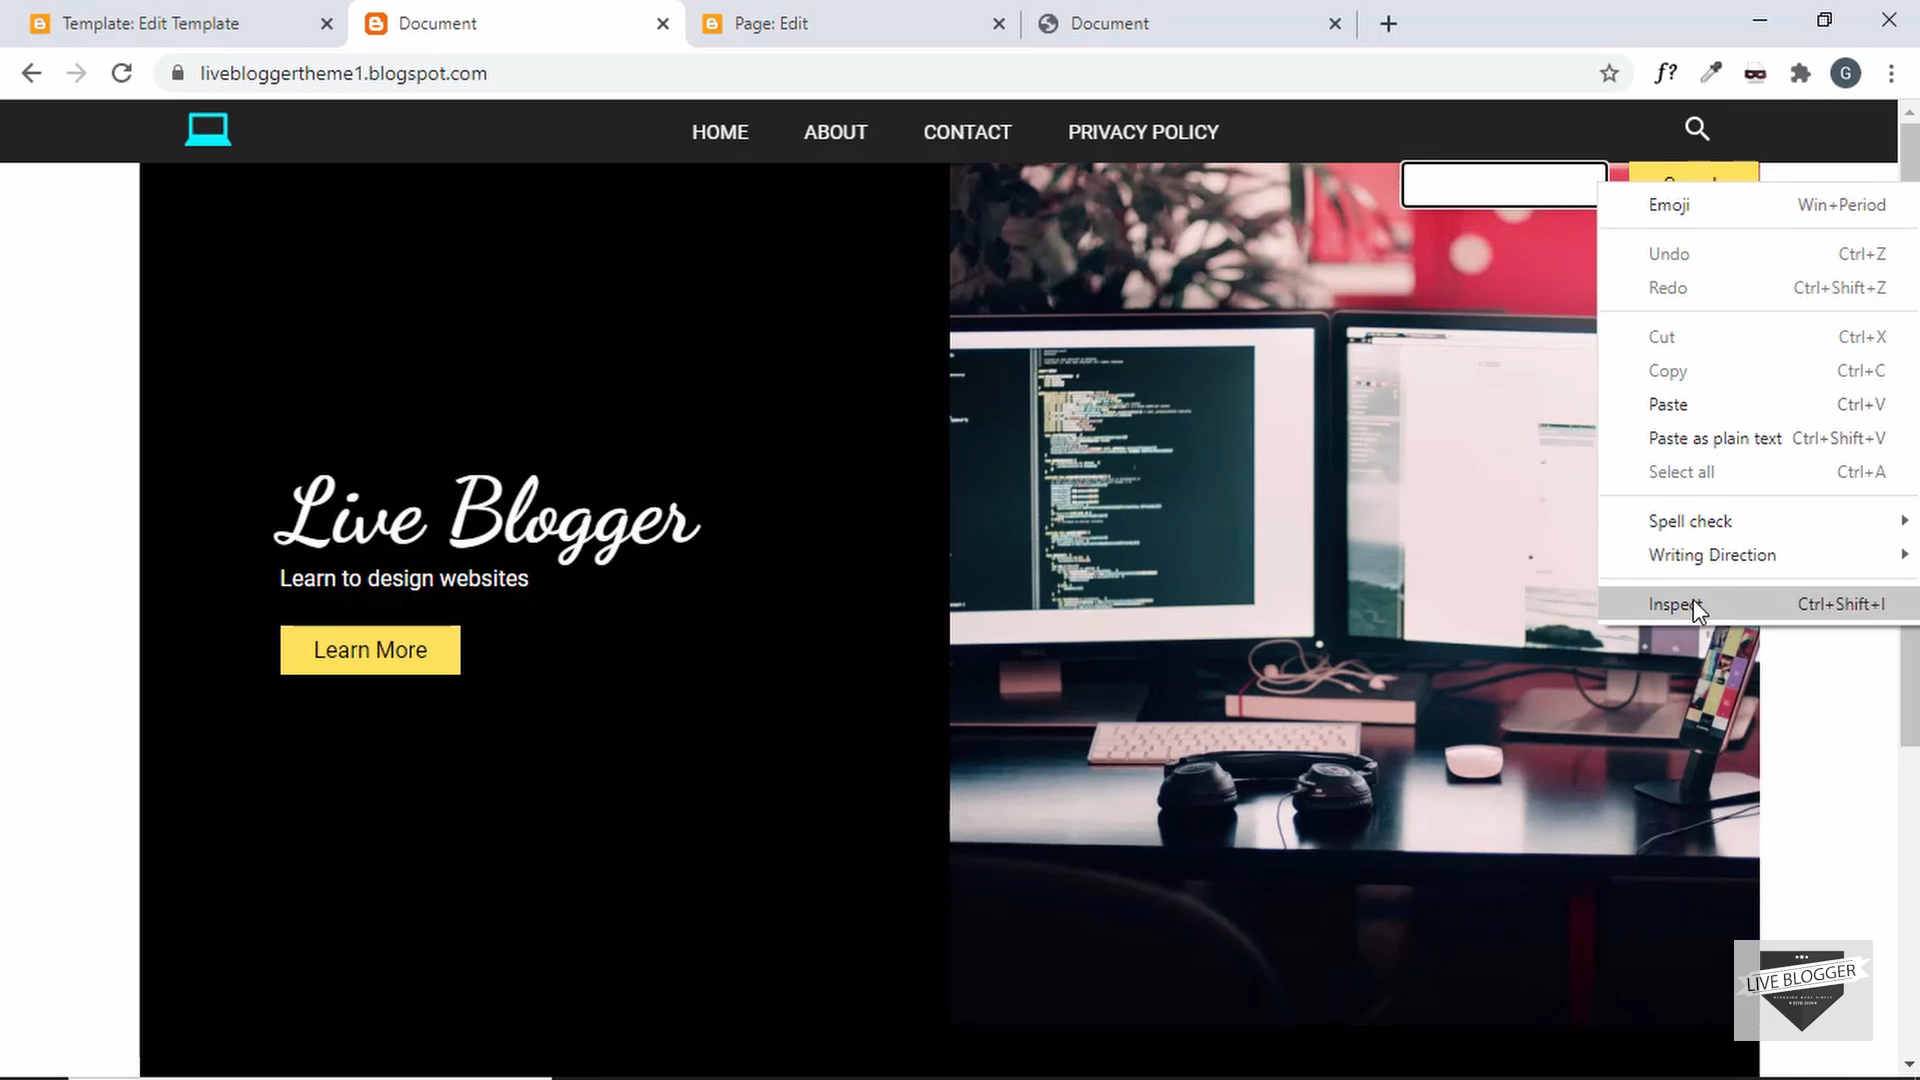 Template: Edit Template
Document
Page: Edit
Document
livebloggertheme1.blogspot.com
f?
G
HOME ABOUT CONTACT PRIVACY POLICY
Emoji Win+Period
Undo Ctrl+Z
Redo Ctrl+Shift+Z
Cut Ctrl+X
Copy Ctrl+C
Paste Ctrl+V
Paste as plain text Ctrl+Shift+V
Select all Ctrl+A
Spell check
Writing Direction
Inspect Ctrl+Shift+I
Live Blogger
Learn to design websites
Learn More
LIVE BLOGGER